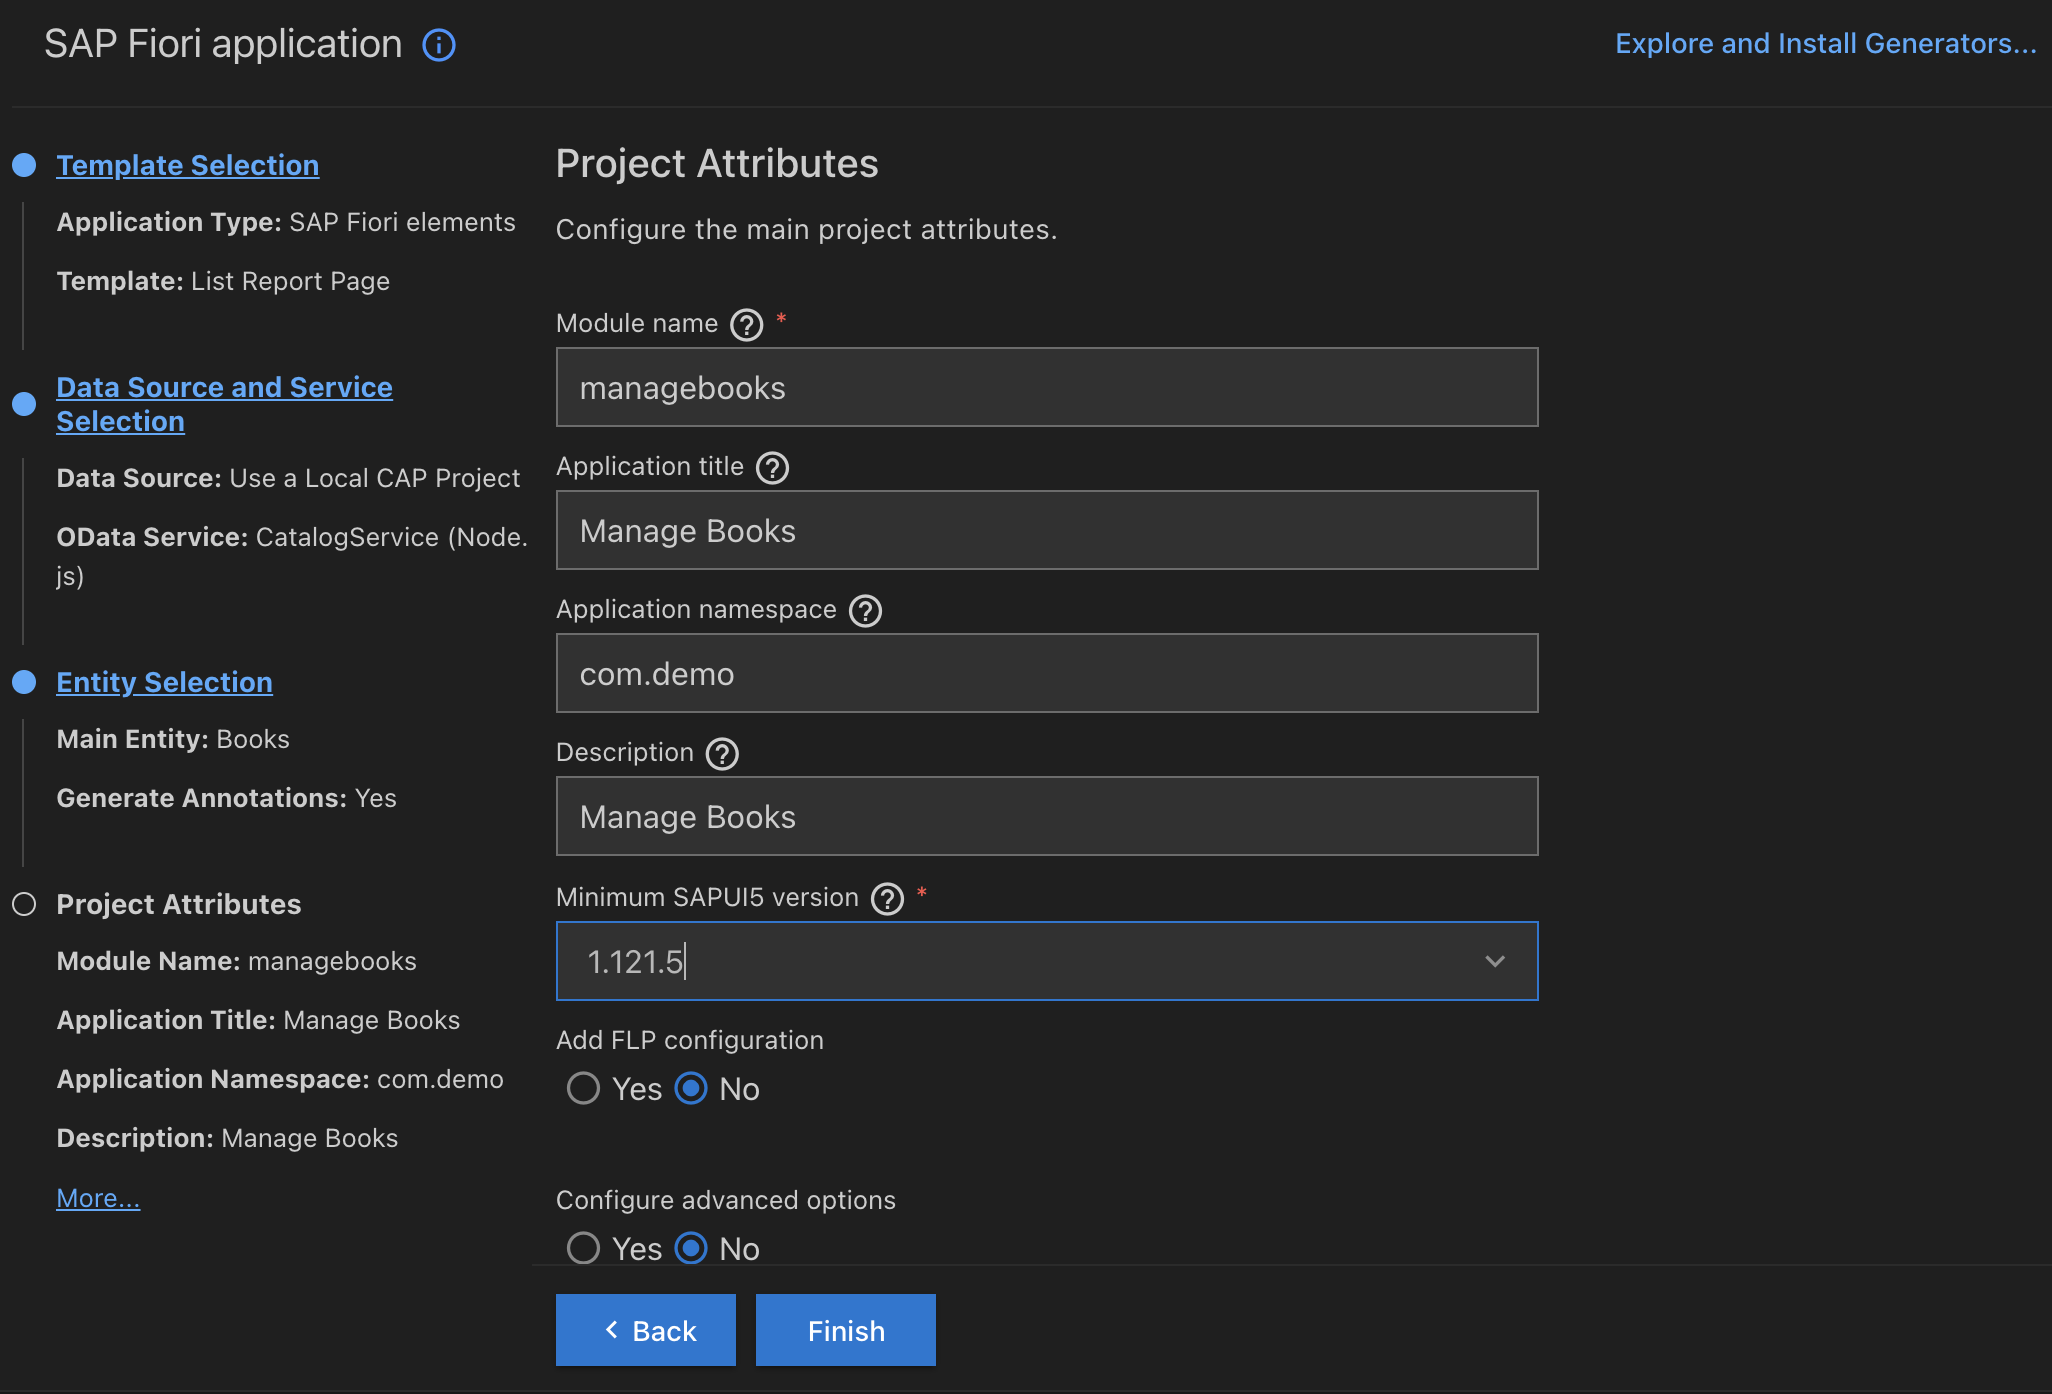 SAP Fiori application
Explore and Install Generators...
Template Selection
Application Type: SAP Fiori elements
Template: List Report Page
Data Source and Service
Selection
Data Source: Use a Local CAP Project
OData Service: CatalogService (Node.
js)
Entity Selection
Main Entity: Books
Generate Annotations: Yes
Project Attributes
Module Name: managebooks
Application Title: Manage Books
Application Namespace: com.demo
Description: Manage Books
More...
Project Attributes
Configure the main project attributes.
Module name *
managebooks
Application title
Manage Books
Application namespace
com.demo
Description
Manage Books
Minimum SAPUI5 version *
1.121.5
Add FLP configuration
Yes No
Configure advanced options
Yes No
Back Finish